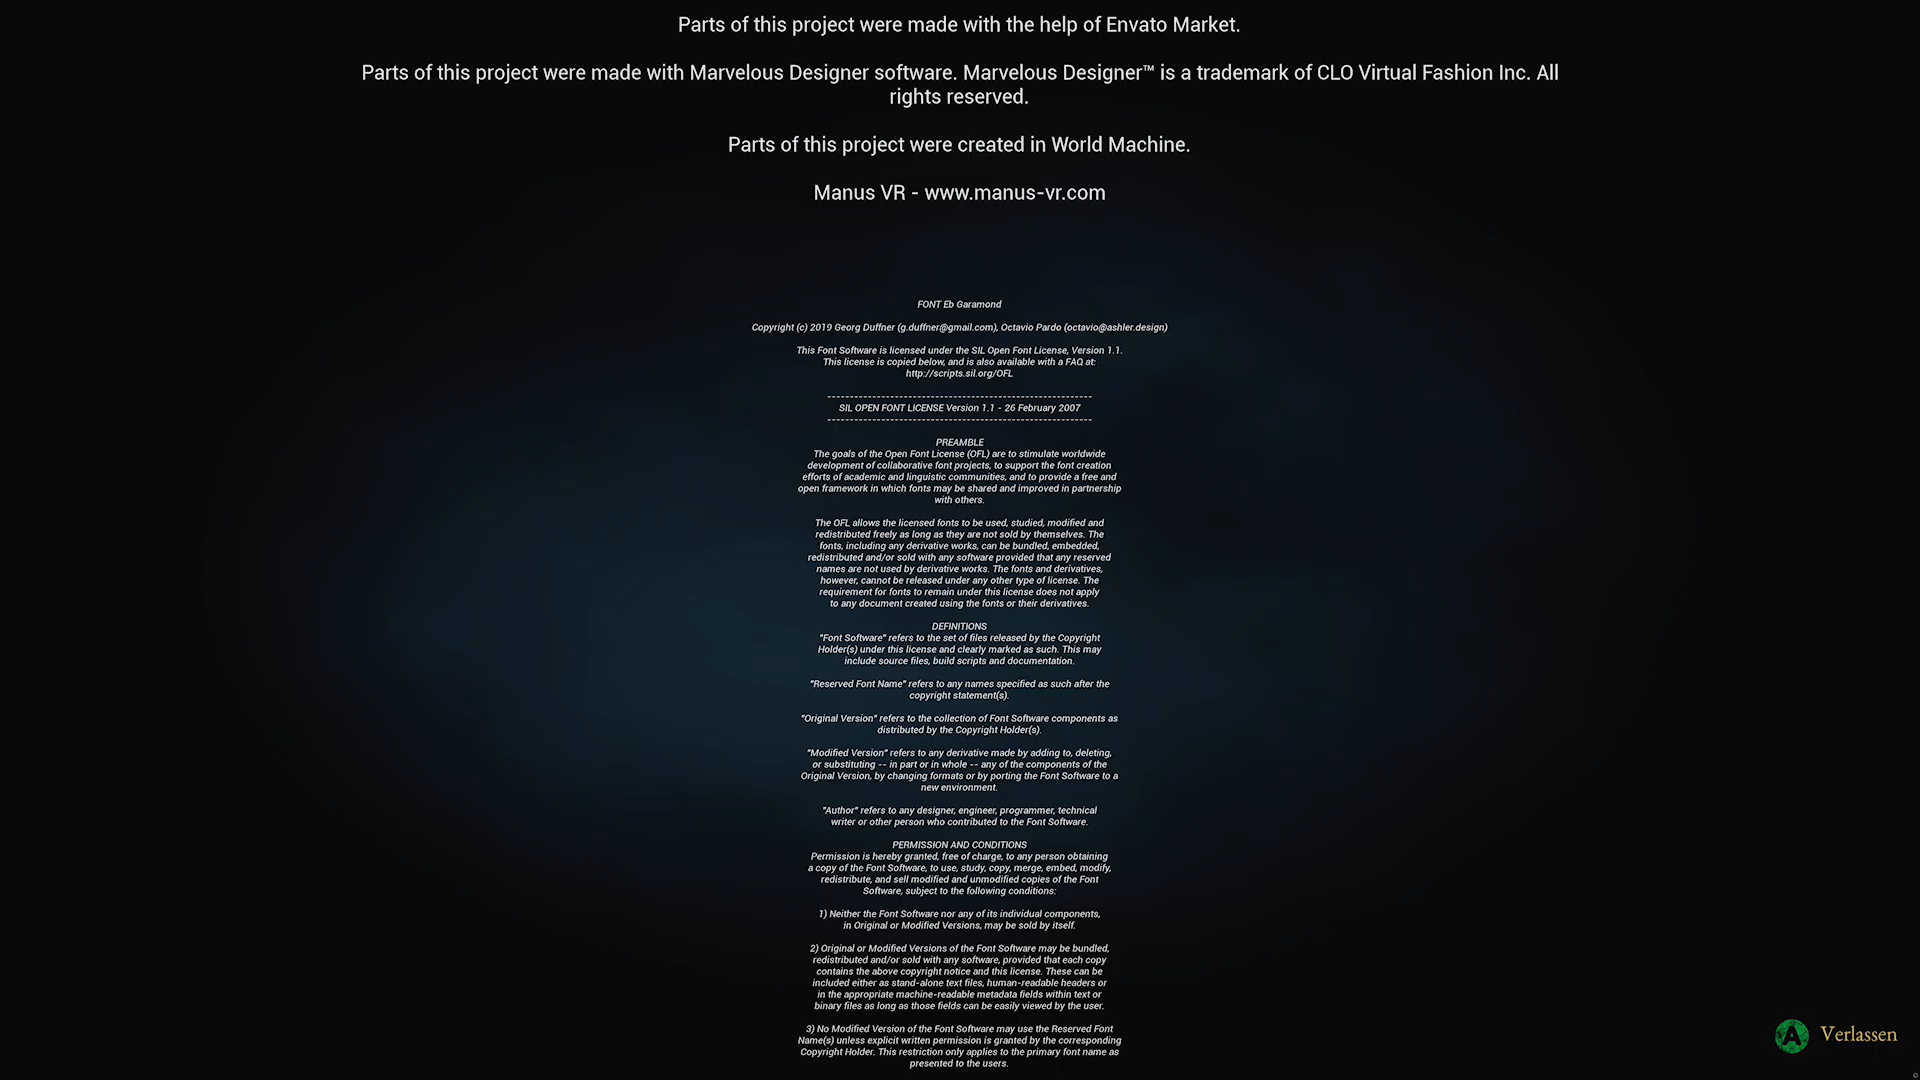 Parts of this project were made with the help of Envato Market.
Parts of this project were made with Marvelous Designer software. Marvelous Designer™ is a trademark of CLO Virtual Fashion Inc. All
rights reserved.
Parts of this project were created in World Machine.
Manus VR - www.manus-vr.com
FONT Eb Garamond
Copyright (c) 2019 Georg Duffner (g.duffner@gmail.com), Octavio Pardo (octavio@ashler.design)
This Font Software is licensed under the SIL Open Font License, Version 1.1.
This license is copied below, and is also available with a FAQ at:
http://scripts.sil.org/OFL
-----------------------------------------------------------
SIL OPEN FONT LICENSE Version 1.1 - 26 February 2007
-----------------------------------------------------------
PREAMBLE
The goals of the Open Font License (OFL) are to stimulate worldwide
development of collaborative font projects, to support the font creation
efforts of academic and linguistic communities, and to provide a free and
open framework in which fonts may be shared and improved in partnership
with others.
The OFL allows the licensed fonts to be used, studied, modified and
redistributed freely as long as they are not sold by themselves. The
fonts, including any derivative works, can be bundled, embedded,
redistributed and/or sold with any software provided that any reserved
names are not used by derivative works. The fonts and derivatives,
however, cannot be released under any other type of license. The
requirement for fonts to remain under this license does not apply
to any document created using the fonts or their derivatives.
DEFINITIONS
"Font Software" refers to the set of files released by the Copyright
Holder(s) under this license and clearly marked as such. This may
include source files, build scripts and documentation.
"Reserved Font Name" refers to any names specified as such after the
copyright statement(s).
"Original Version" refers to the collection of Font Software components as
distributed by the Copyright Holder(s).
"Modified Version" refers to any derivative made by adding to, deleting,
or substituting -- in part or in whole -- any of the components of the
Original Version, by changing formats or by porting the Font Software to a
new environment.
"Author" refers to any designer, engineer, programmer, technical
writer or other person who contributed to the Font Software.
PERMISSION AND CONDITIONS
Permission is hereby granted, free of charge, to any person obtaining
a copy of the Font Software, to use, study, copy, merge, embed, modify,
redistribute, and sell modified and unmodified copies of the Font
Software, subject to the following conditions:
1) Neither the Font Software nor any of its individual components,
in Original or Modified Versions, may be sold by itself.
2) Original or Modified Versions of the Font Software may be bundled,
redistributed and/or sold with any software, provided that each copy
contains the above copyright notice and this license. These can be
included either as stand-alone text files, human-readable headers or
in the appropriate machine-readable metadata fields within text or
binary files as long as those fields can be easily viewed by the user.
3) No Modified Version of the Font Software may use the Reserved Font
Name(s) unless explicit written permission is granted by the corresponding
Copyright Holder. This restriction only applies to the primary font name as
presented to the users.
A Verlassen